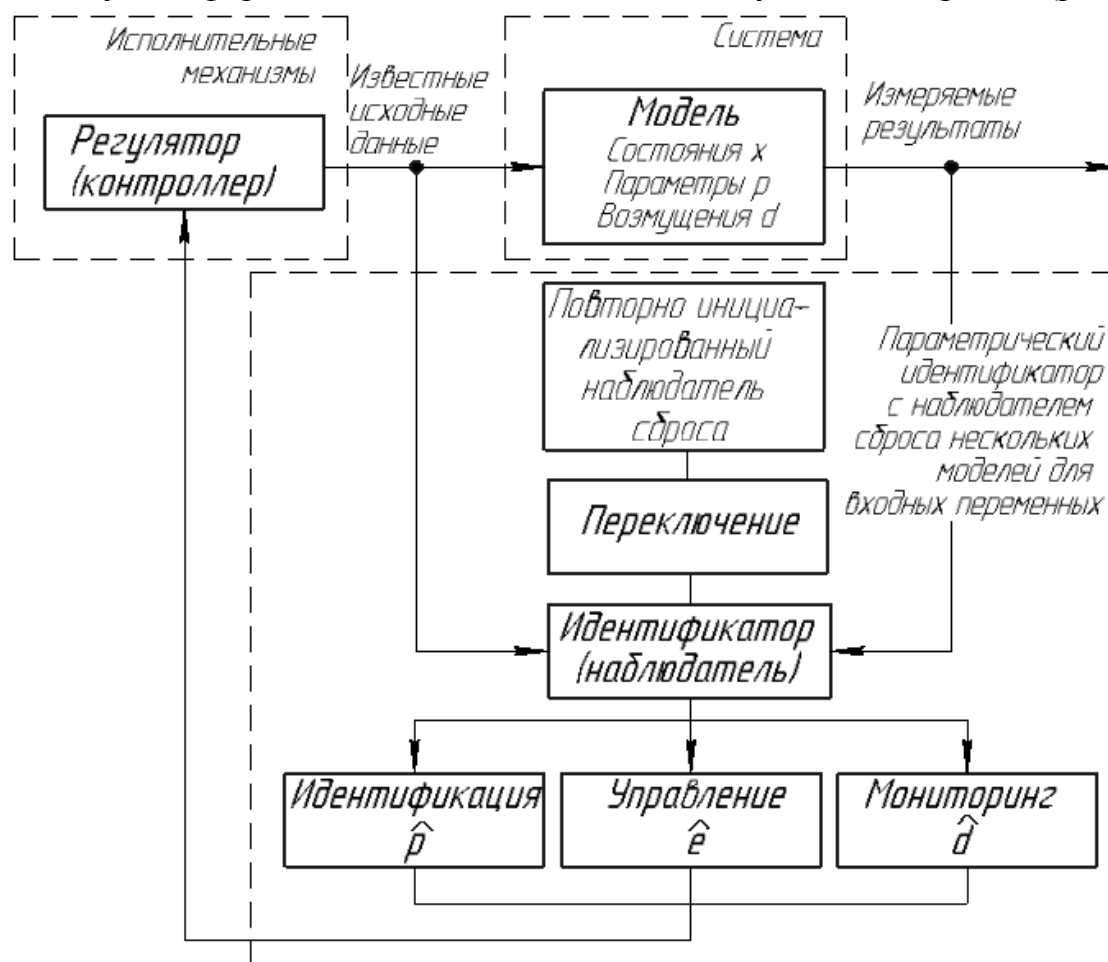 Исполнительные
механизмы
Регулятор
(контроллер)
Известные
исходные
данные
Система
Модель
Состояния x
Параметры p
Возмущения d
Измеряемые
результаты
Повторно инициа-
лизированный
наблюдатель
сброса
Параметрический
идентификатор
с наблюдателем
сброса нескольких
моделей для
входных переменных
Переключение
Идентификатор
(наблюдатель)
Идентификация
p̂
Управление
ê
Мониторинг
d̂